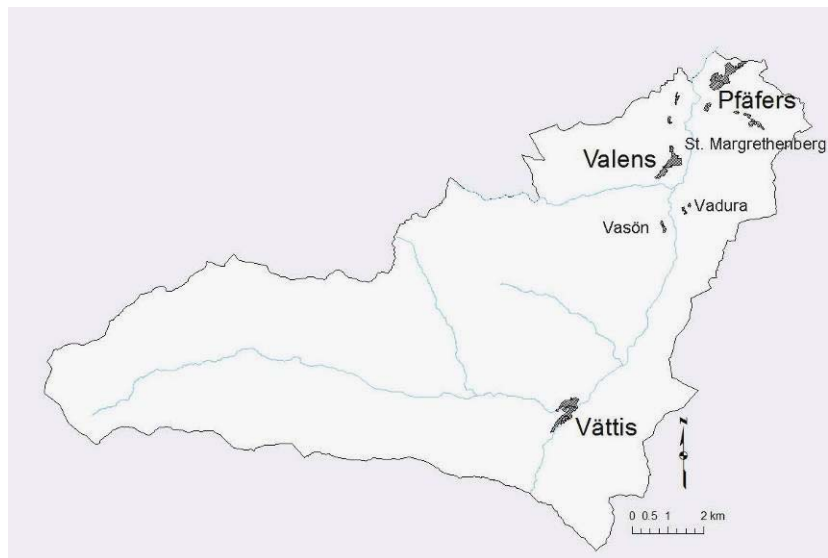 Pfäfers
St. Margrethenberg
Valens
Vadura
Vasön
Vättis
N
0 0.5 1 2 km